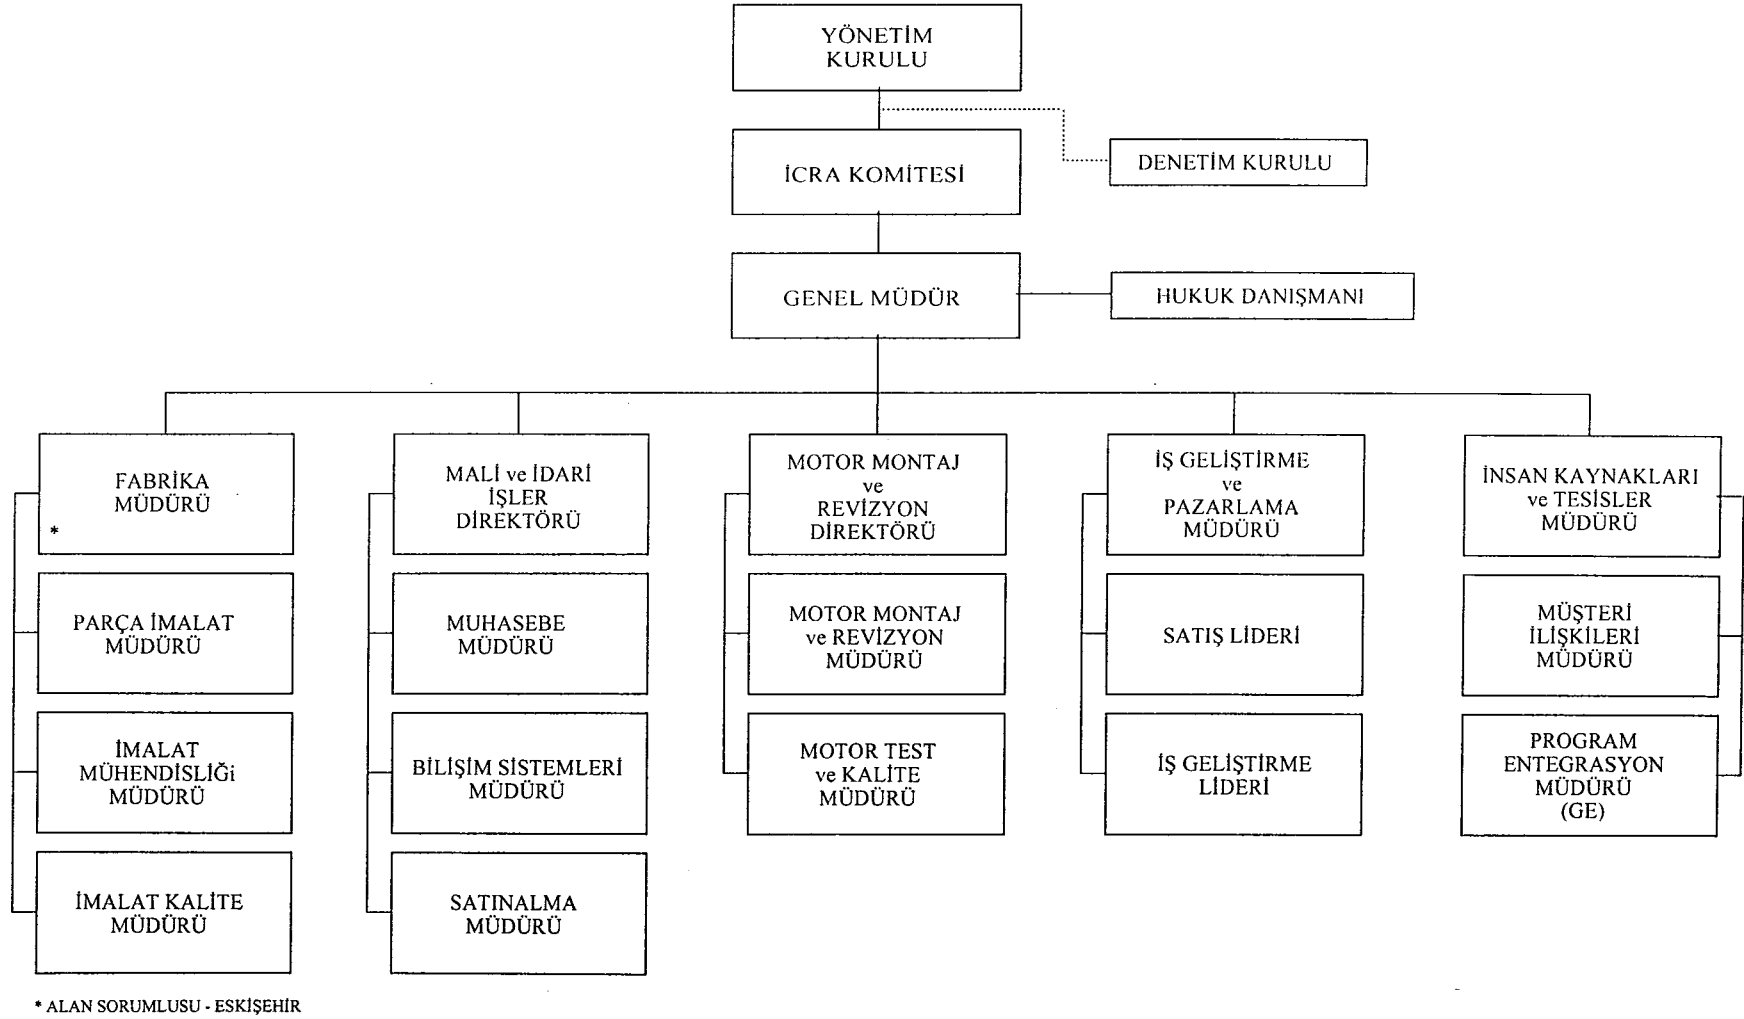 YÖNETİM
KURULU
İCRA KOMİTESİ
DENETİM KURULU
GENEL MÜDÜR
HUKUK DANIŞMANI
FABRİKA
MÜDÜRÜ
*
PARÇA İMALAT
MÜDÜRÜ
İMALAT
MÜHENDİSLİĞi
MÜDÜRÜ
İMALAT KALİTE
MÜDÜRÜ
MALİ ve İDARİ
İŞLER
DİREKTÖRÜ
MUHASEBE
MÜDÜRÜ
BİLİŞİM SİSTEMLERİ
MÜDÜRÜ
SATINALMA
MÜDÜRÜ
MOTOR MONTAJ
ve
REVİZYON
DİREKTÖRÜ
MOTOR MONTAJ
ve REVİZYON
MÜDÜRÜ
MOTOR TEST
ve KALİTE
MÜDÜRÜ
İŞ GELİŞTİRME
ve
PAZARLAMA
MÜDÜRÜ
SATIŞ LİDERİ
İŞ GELİŞTİRME
LİDERİ
İNSAN KAYNAKLARI
ve TESİSLER
MÜDÜRÜ
MÜŞTERİ
İLİŞKİLERİ
MÜDÜRÜ
PROGRAM
ENTEGRASYON
MÜDÜRÜ
(GE)
* ALAN SORUMLUSU - ESKİŞEHİR